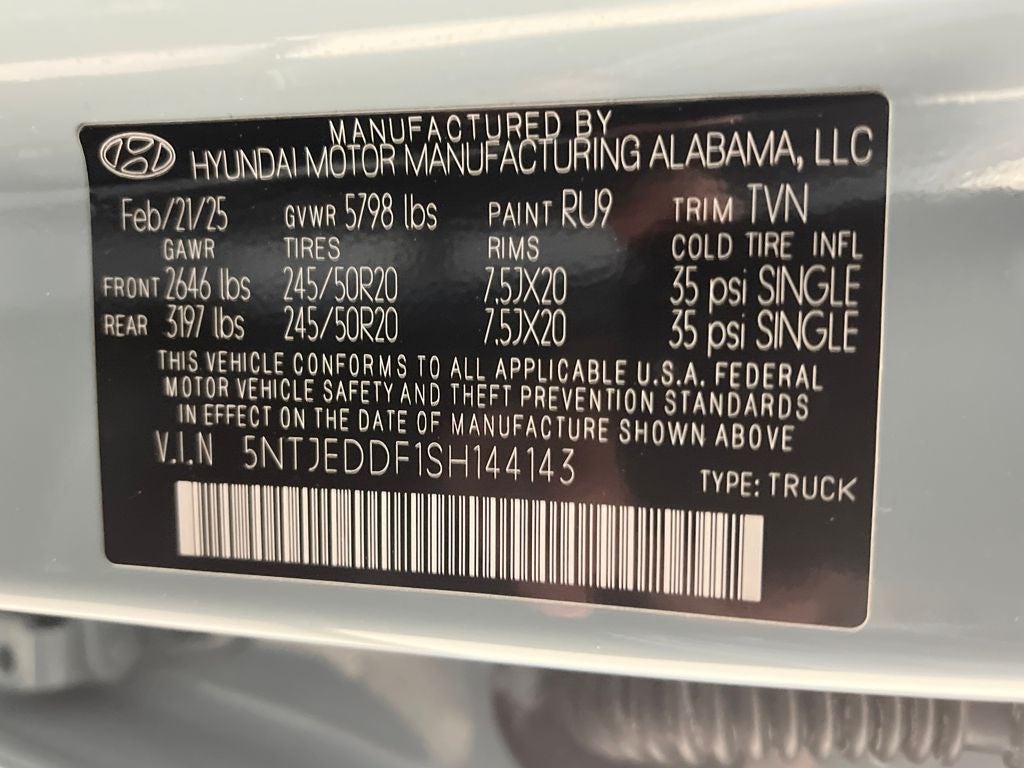 MANUFACTURED BY
HYUNDAI MOTOR MANUFACTURING ALABAMA, LLC
Feb/21/25 GVWR 5798 lbs PAINT RU9 TRIM TVN
GAWR TIRES RIMS COLD TIRE INFL
FRONT 2646 lbs 245/50R20 7.5JX20 35 psi SINGLE
REAR 3197 lbs 245/50R20 7.5JX20 35 psi SINGLE
THIS VEHICLE CONFORMS TO ALL APPLICABLE U.S.A. FEDERAL
MOTOR VEHICLE SAFETY AND THEFT PREVENTION STANDARDS
IN EFFECT ON THE DATE OF MANUFACTURE SHOWN ABOVE
V.I.N 5NTJEDDF1SH144143
TYPE: TRUCK